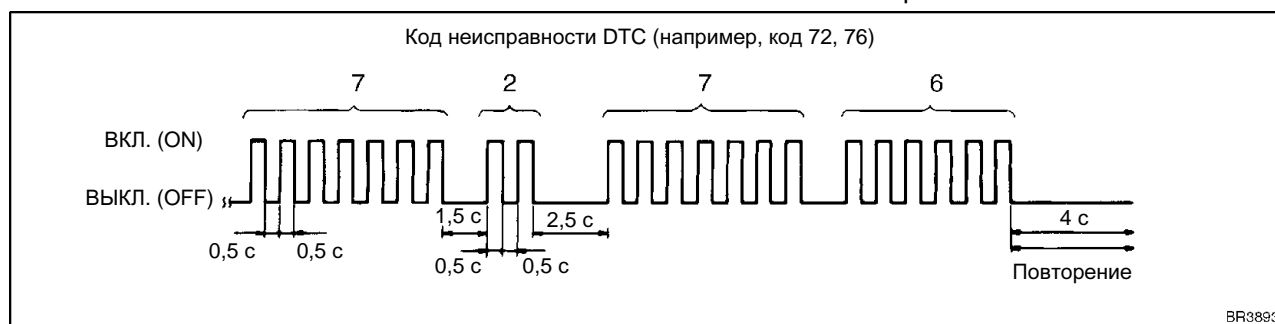 Код неисправности DTC (например, код 72, 76)
7 2 7 6
ВКЛ. (ON)
ВЫКЛ. (OFF)
1,5 с 2,5 с 4 с
0,5 с 0,5 с 0,5 с 0,5 с
Повторение
BR3893